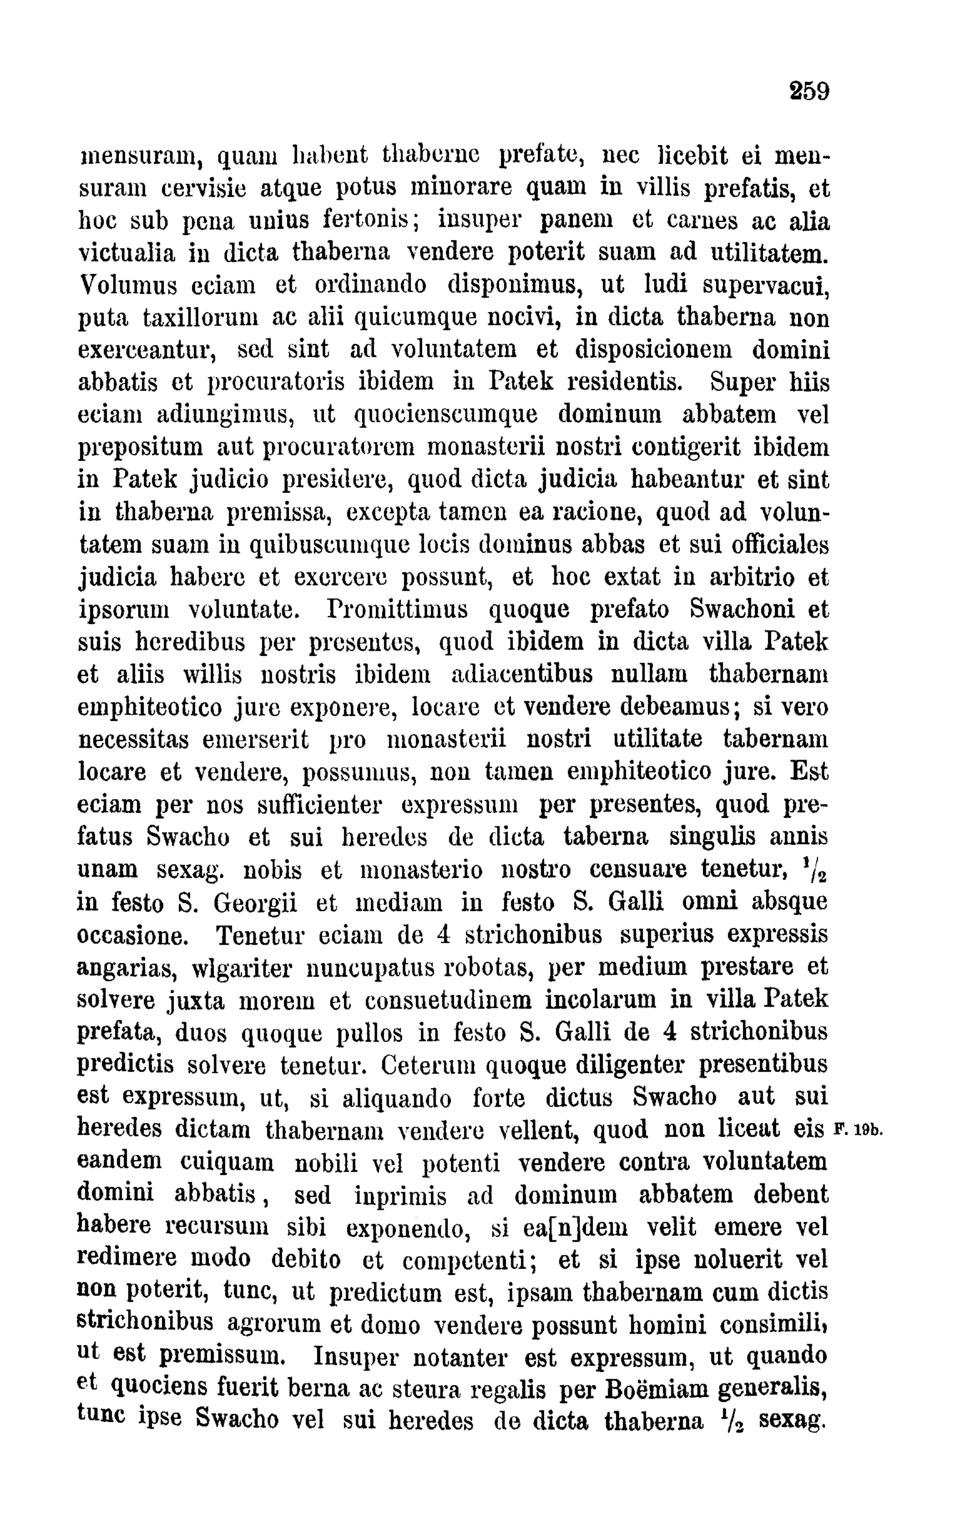 259
mensuram, quam habent thaberne prefate, nec licebit ei men-
suram cervisie atque potus minorare quam in villis prefatis, et
hoc sub pena unius fertonis; insuper panem et carnes ac alia
victualia in dicta thaberna vendere poterit suam ad utilitatem.
Volumus eciam et ordinando disponimus, ut ludi supervacui,
puta taxillorum ac alii quicumque nocivi, in dicta thaberna non
exerceantur, sed sint ad voluntatem et disposicionem domini
abbatis et procuratoris ibidem in Patek residentis. Super hiis
eciam adiungimus, ut quocienscumque dominum abbatem vel
prepositum aut procuratorem monasterii nostri contigerit ibidem
in Patek judicio presidere, quod dicta judicia habeantur et sint
in thaberna premissa, excepta tamen ea racione, quod ad volun-
tatem suam in quibuscumque locis dominus abbas et sui officiales
judicia habere et exercere possunt, et hoc extat in arbitrio et
ipsorum voluntate. Promittimus quoque prefato Swachoni et
suis heredibus per presentes, quod ibidem in dicta villa Patek
et aliis willis nostris ibidem adiacentibus nullam thabernam
emphiteotico jure exponere, locare et vendere debeamus; si vero
necessitas emerserit pro monasterii nostri utilitate tabernam
locare et vendere, possumus, non tamen emphiteotico jure. Est
eciam per nos sufficienter expressum per presentes, quod pre-
fatus Swacho et sui heredes de dicta taberna singulis annis
unam sexag. nobis et monasterio nostro censuare tenetur, 1/2
in festo S. Georgii et mediam in festo S. Galli omni absque
occasione. Tenetur eciam de 4 strichonibus superius expressis
angarias, wlgariter nuncupatus robotas, per medium prestare et
solvere juxta morem et consuetudinem incolarum in villa Patek
prefata, duos quoque pullos in festo S. Galli de 4 strichonibus
predictis solvere tenetur. Ceterum quoque diligenter presentibus
est expressum, ut, si aliquando forte dictus Swacho aut sui
heredes dictam thabernam vendere vellent, quod non liceat eis F. 19b.
eandem cuiquam nobili vel potenti vendere contra voluntatem
domini abbatis, sed inprimis ad dominum abbatem debent
habere recursum sibi exponendo, si ea[n]dem velit emere vel
redimere modo debito et competenti; et si ipse noluerit vel
non poterit, tunc, ut predictum est, ipsam thabernam cum dictis
strichonibus agrorum et domo vendere possunt homini consimili,
ut est premissum. Insuper notanter est expressum, ut quando
et quociens fuerit berna ac steura regalis per Boëmiam generalis,
tunc ipse Swacho vel sui heredes de dicta thaberna 1/2 sexag.